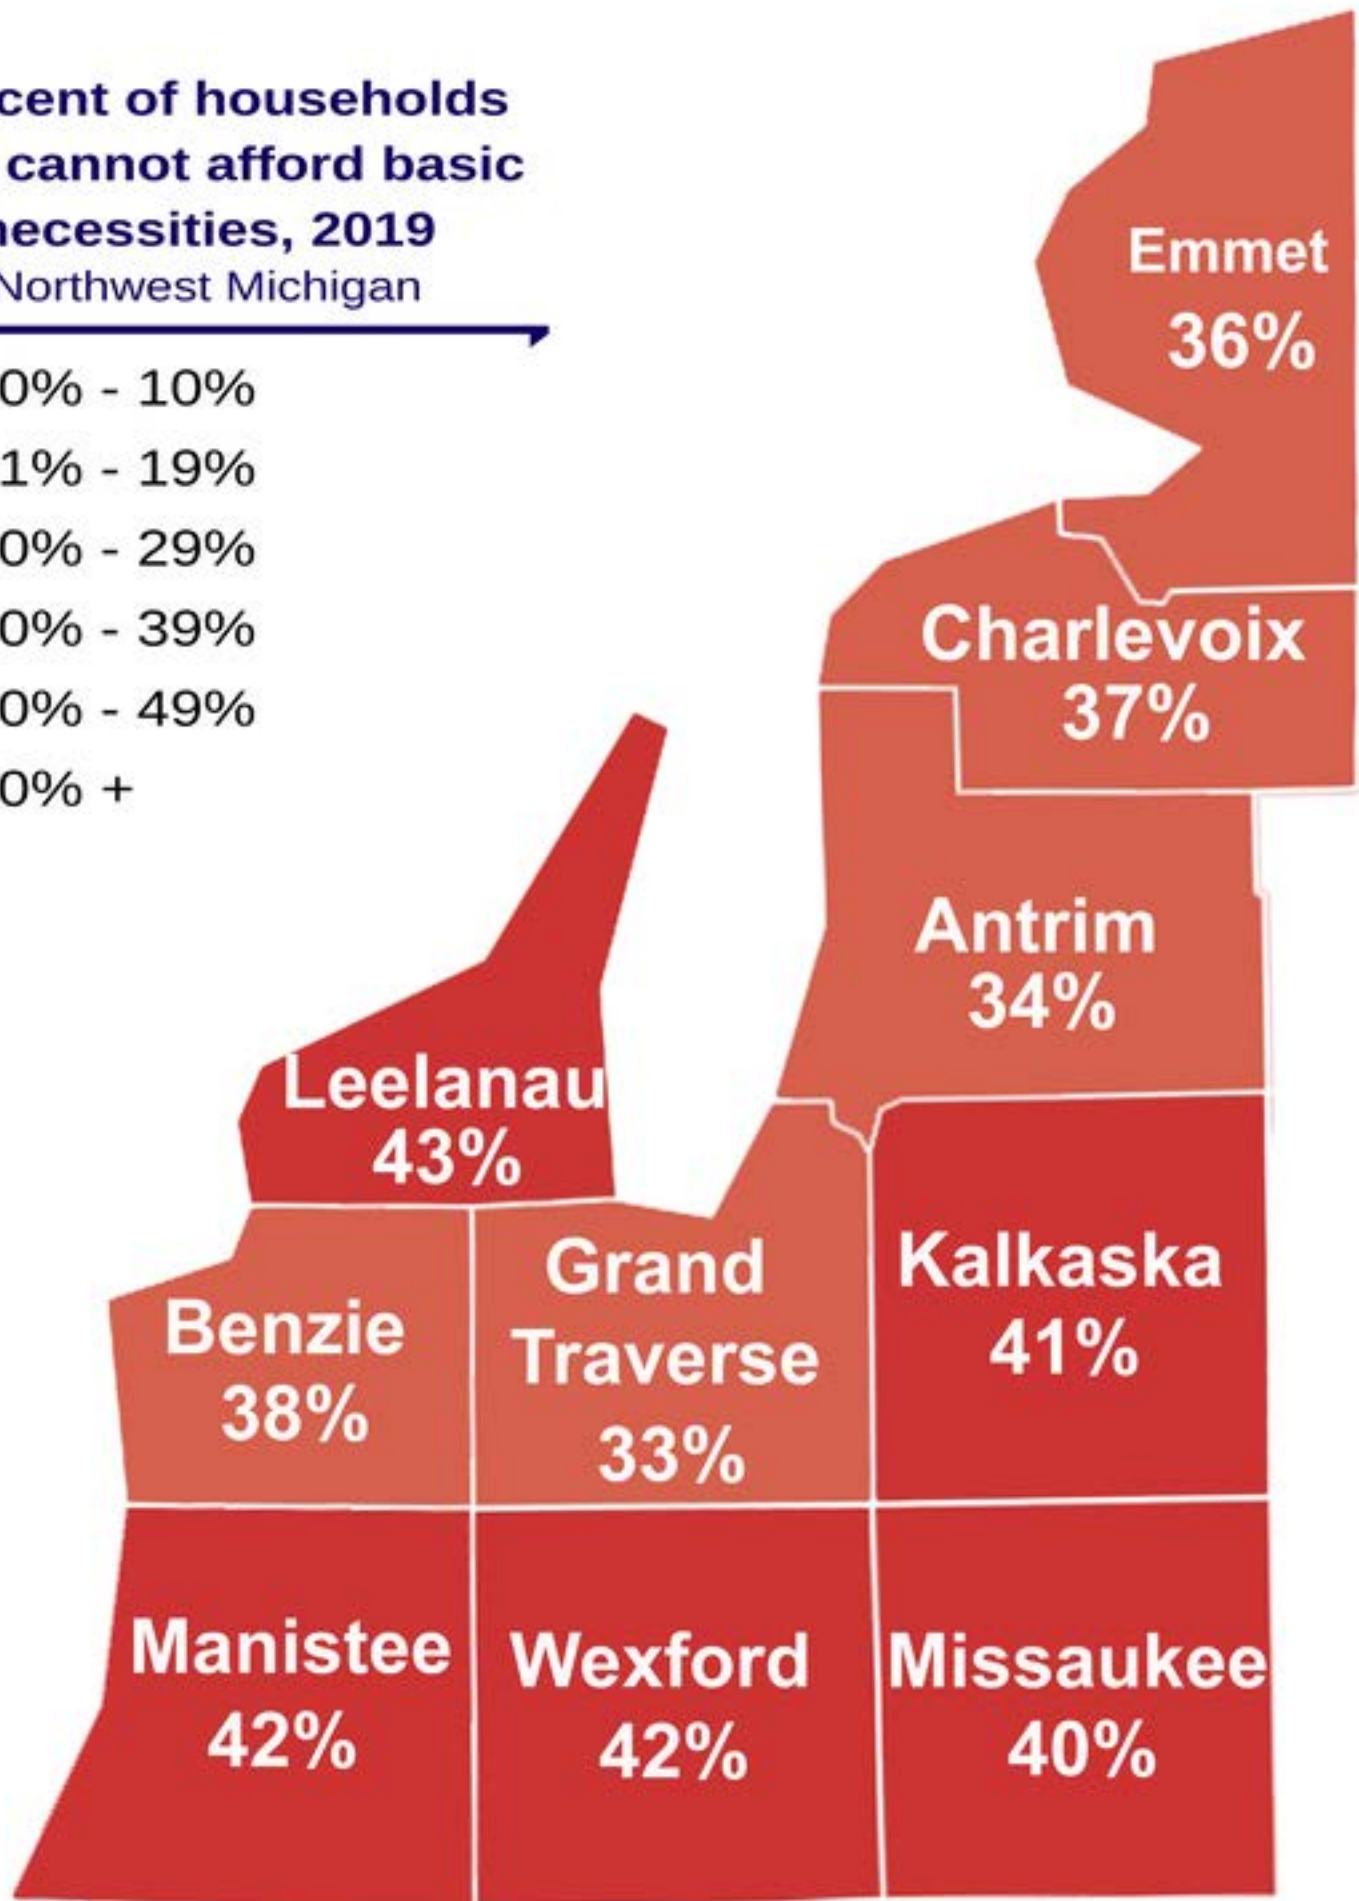 cent of households
cannot afford basic
necessities, 2019
Northwest Michigan
0% - 10%
1% - 19%
0% - 29%
0% - 39%
0% - 49%
0% +
Emmet
36%
Charlevoix
37%
Antrim
34%
Leelanau
43%
Grand
Traverse
33%
Kalkaska
41%
Benzie
38%
Manistee
42%
Wexford
42%
Missaukee
40%